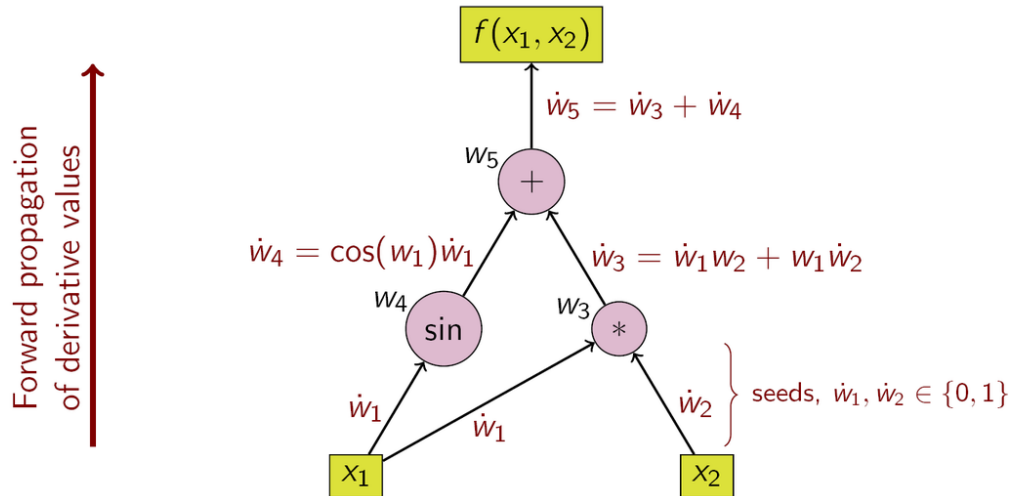 f(x₁, x₂)
ẇ₅ = ẇ₃ + ẇ₄
w₅
+
ẇ₄ = cos(w₁)ẇ₁
ẇ₃ = ẇ₁w₂ + w₁ẇ₂
w₄
sin
w₃
*
ẇ₁
ẇ₁
ẇ₂
seeds, ẇ₁, ẇ₂ ∈ {0, 1}
x₁
x₂
Forward propagation
of derivative values